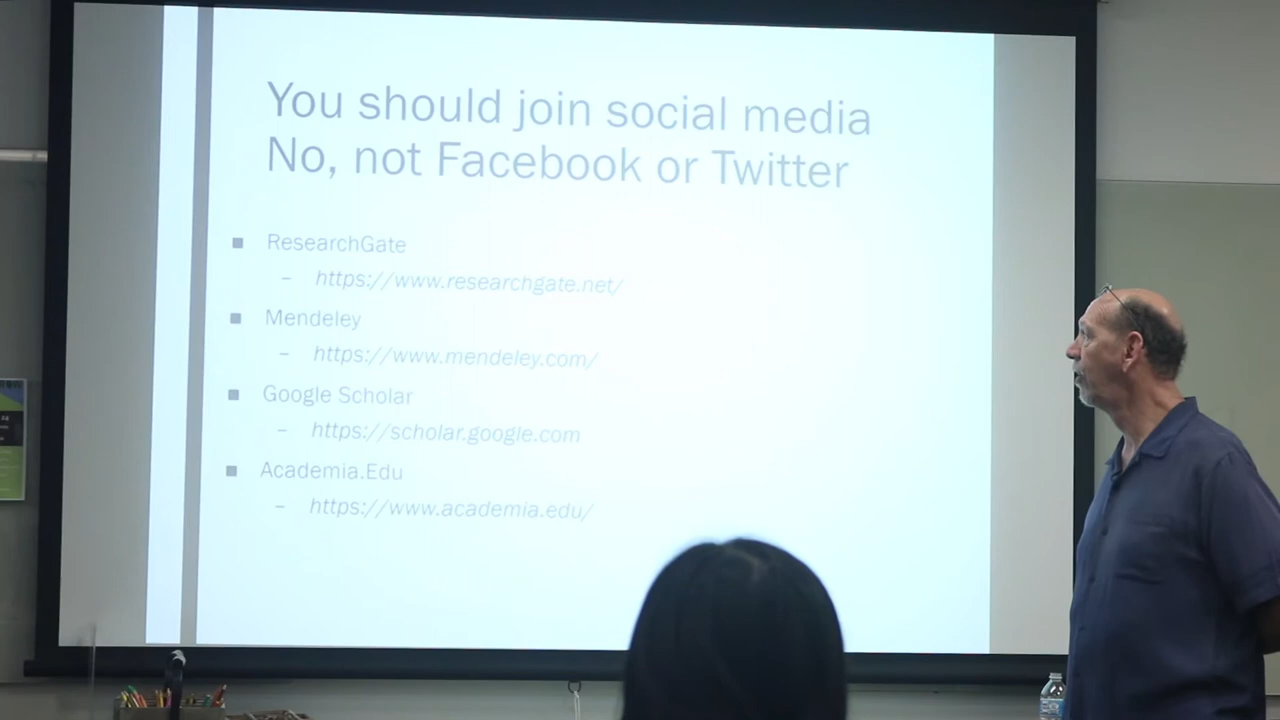 You should join social media
No, not Facebook or Twitter
■ ResearchGate
– https://www.researchgate.net/
■ Mendeley
– https://www.mendeley.com/
■ Google Scholar
– https://scholar.google.com
■ Academia.Edu
– https://www.academia.edu/